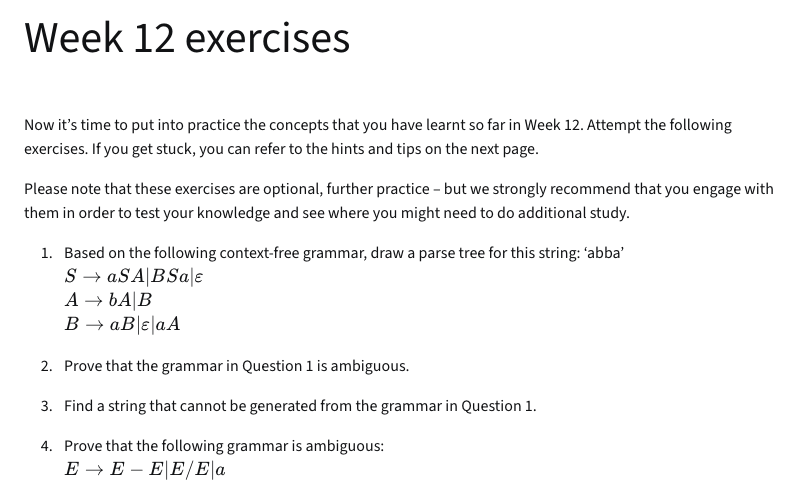 Week 12 exercises
Now it’s time to put into practice the concepts that you have learnt so far in Week 12. Attempt the following
exercises. If you get stuck, you can refer to the hints and tips on the next page.
Please note that these exercises are optional, further practice – but we strongly recommend that you engage with
them in order to test your knowledge and see where you might need to do additional study.
1. Based on the following context-free grammar, draw a parse tree for this string: ‘abba’
S → aSA|BSa|ε
A → bA|B
B → aB|ε|aA
2. Prove that the grammar in Question 1 is ambiguous.
3. Find a string that cannot be generated from the grammar in Question 1.
4. Prove that the following grammar is ambiguous:
E → E − E|E/E|a